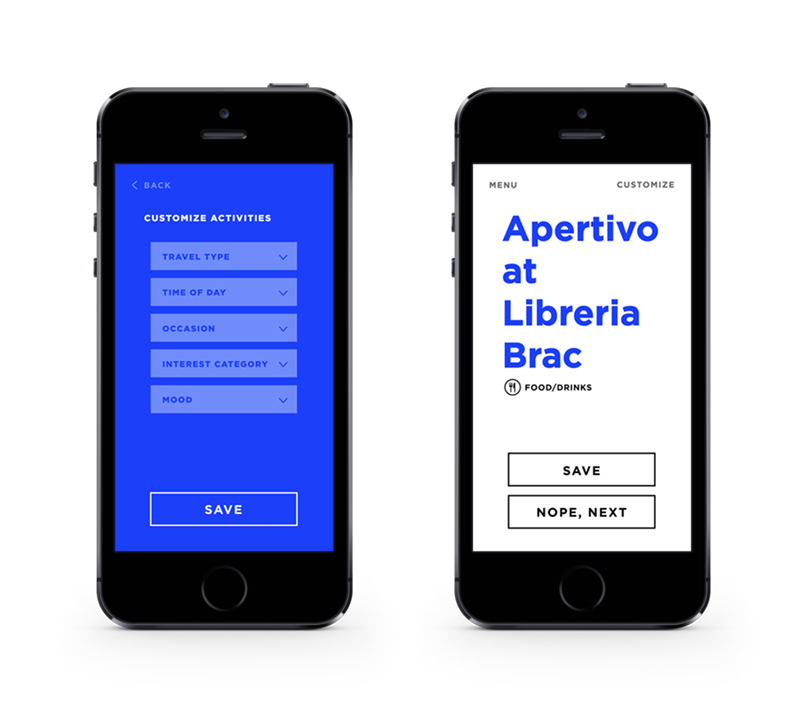 BACK
CUSTOMIZE ACTIVITIES
TRAVEL TYPE
TIME OF DAY
OCCASION
INTEREST CATEGORY
MOOD
SAVE
MENU
CUSTOMIZE
Apertivo
at
Libreria
Brac
FOOD/DRINKS
SAVE
NOPE, NEXT